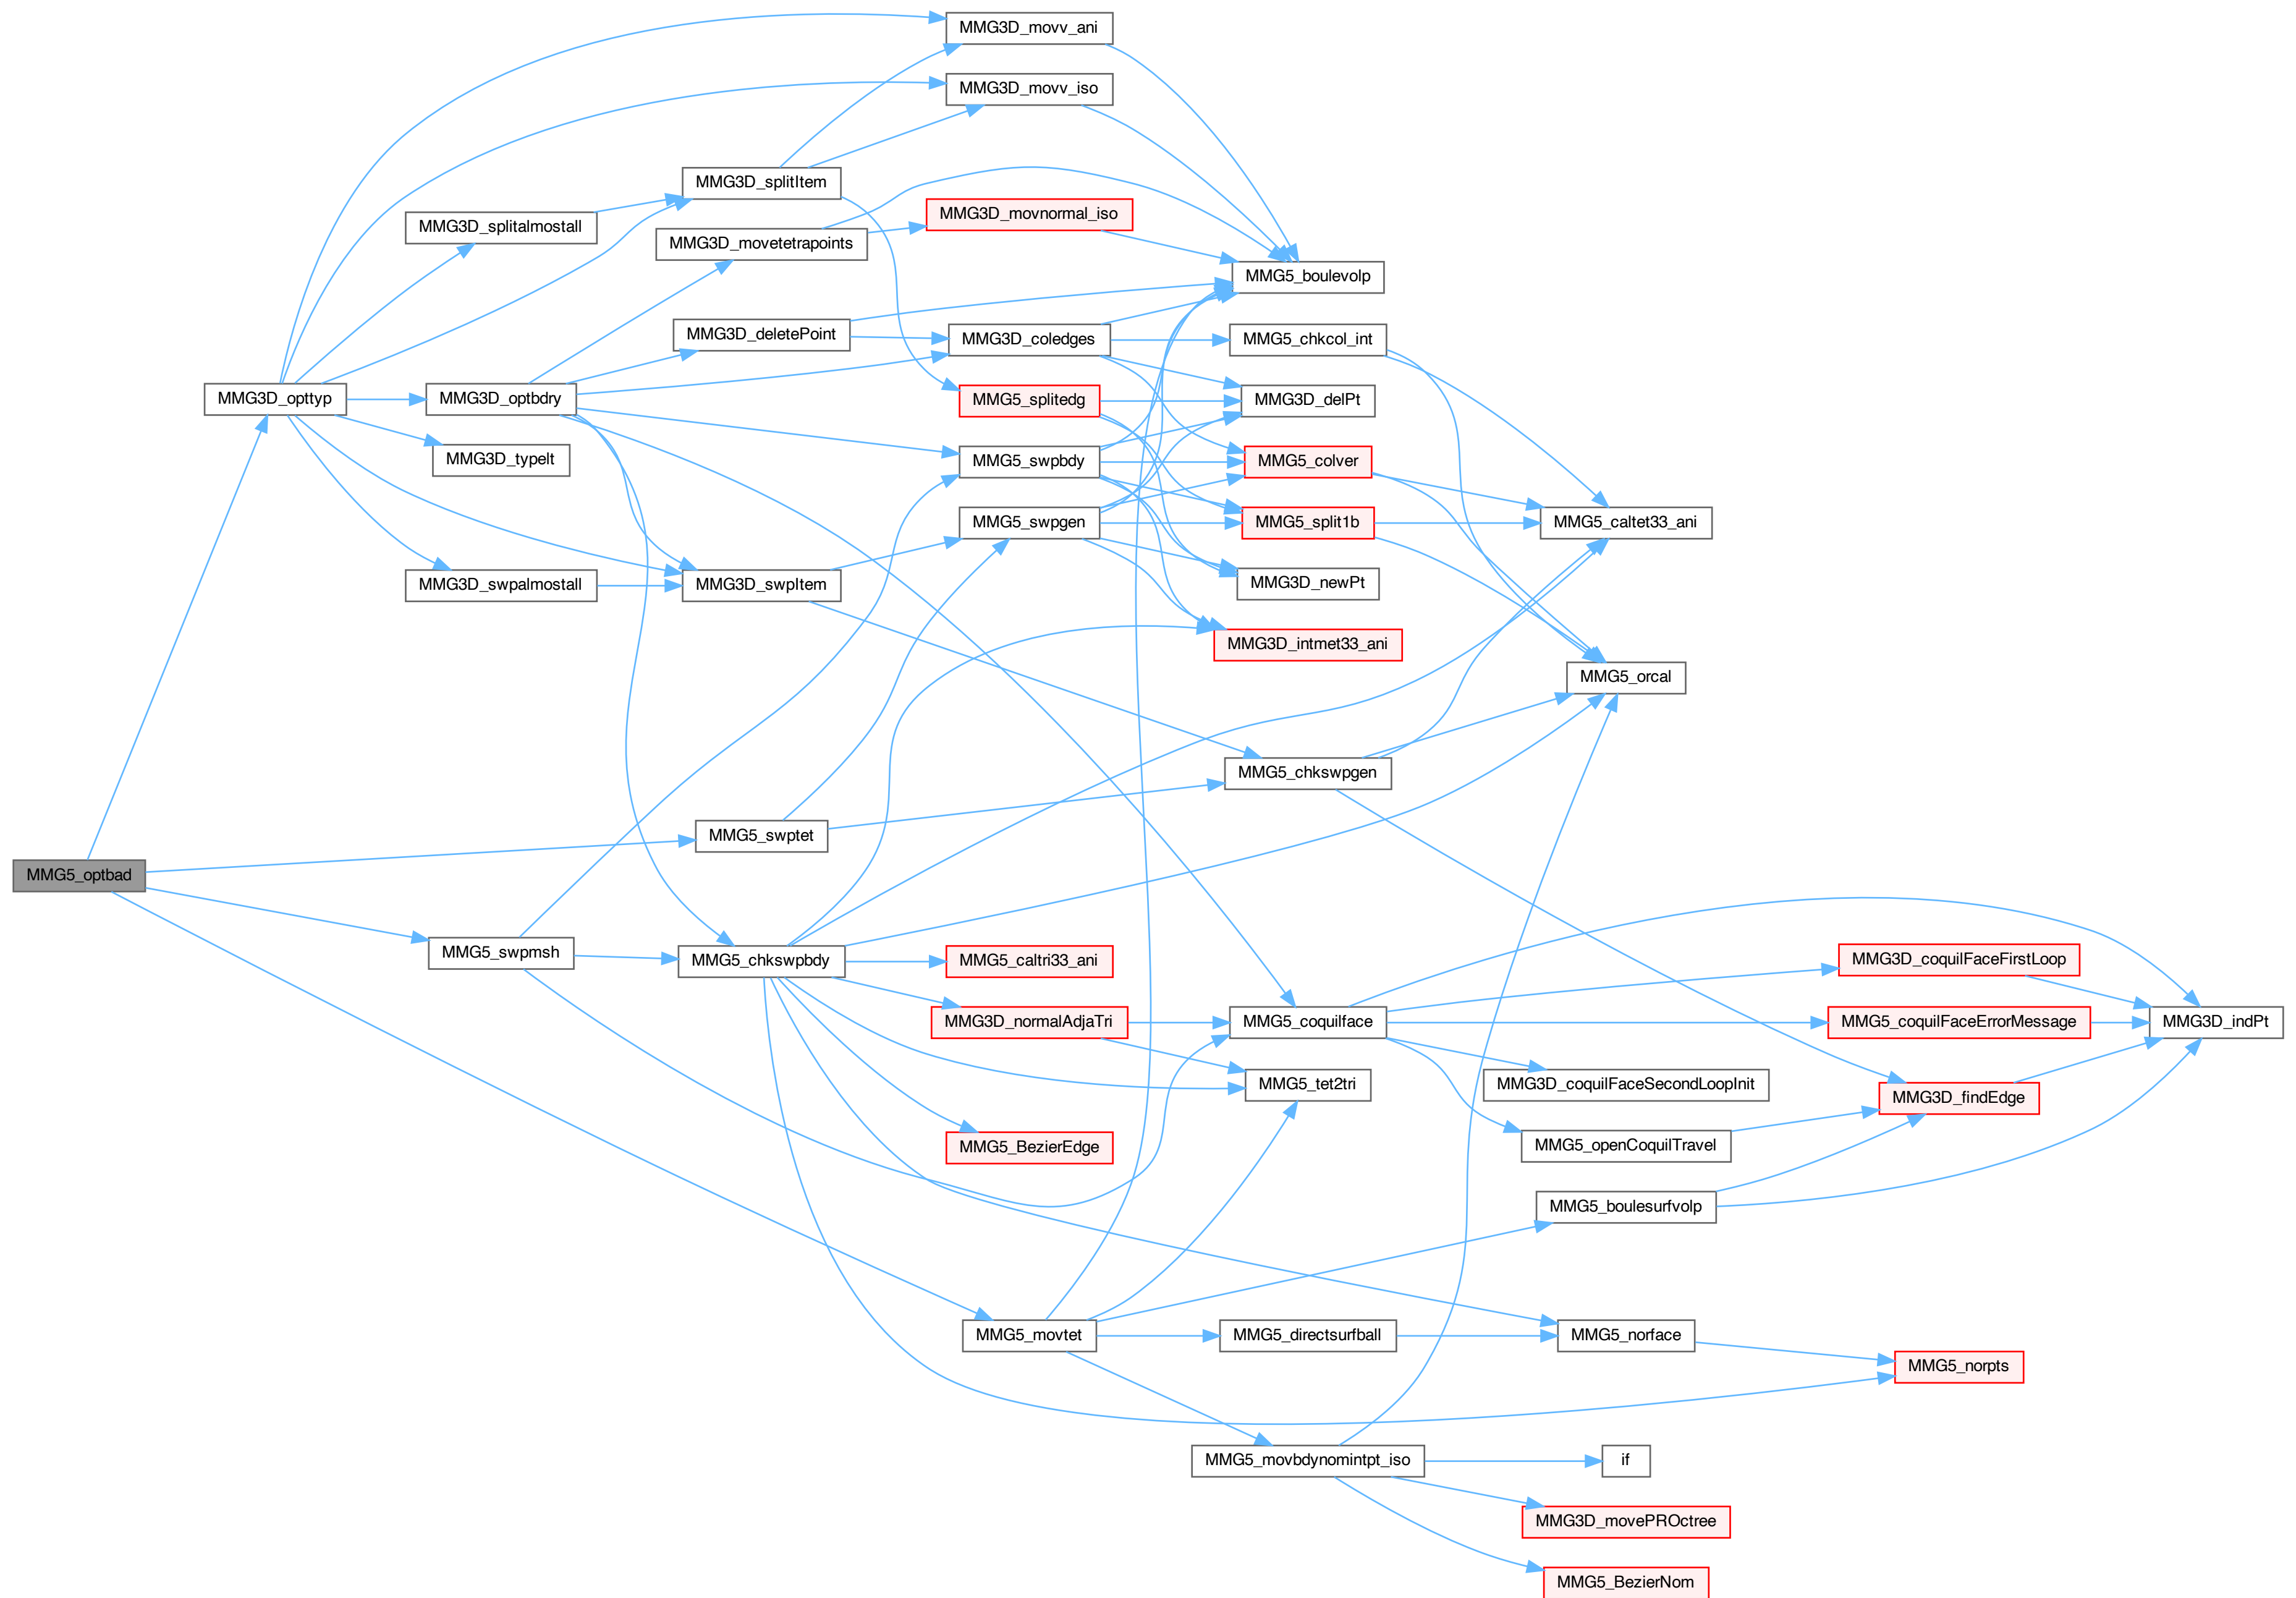 MMG3D_movv_ani
MMG3D_movv_iso
MMG3D_splitItem
MMG3D_movnormal_iso
MMG3D_splitalmostall
MMG3D_movetetrapoints
MMG5_boulevolp
MMG3D_deletePoint
MMG3D_coledges
MMG5_chkcol_int
MMG3D_opttyp
MMG3D_optbdry
MMG5_splitedg
MMG3D_delPt
MMG3D_typelt
MMG5_swpbdy
MMG5_colver
MMG5_swpgen
MMG5_split1b
MMG5_caltet33_ani
MMG3D_swpalmostall
MMG3D_swpItem
MMG3D_newPt
MMG3D_intmet33_ani
MMG5_orcal
MMG5_chkswpgen
MMG5_swptet
MMG5_optbad
MMG5_swpmsh
MMG5_chkswpbdy
MMG5_caltri33_ani
MMG3D_coquilFaceFirstLoop
MMG3D_normalAdjaTri
MMG5_coquilface
MMG5_coquilFaceErrorMessage
MMG3D_indPt
MMG5_tet2tri
MMG3D_coquilFaceSecondLoopInit
MMG3D_findEdge
MMG5_BezierEdge
MMG5_openCoquilTravel
MMG5_boulesurfvolp
MMG5_movtet
MMG5_directsurfball
MMG5_norface
MMG5_norpts
MMG5_movbdynomintpt_iso
if
MMG3D_movePROctree
MMG5_BezierNom